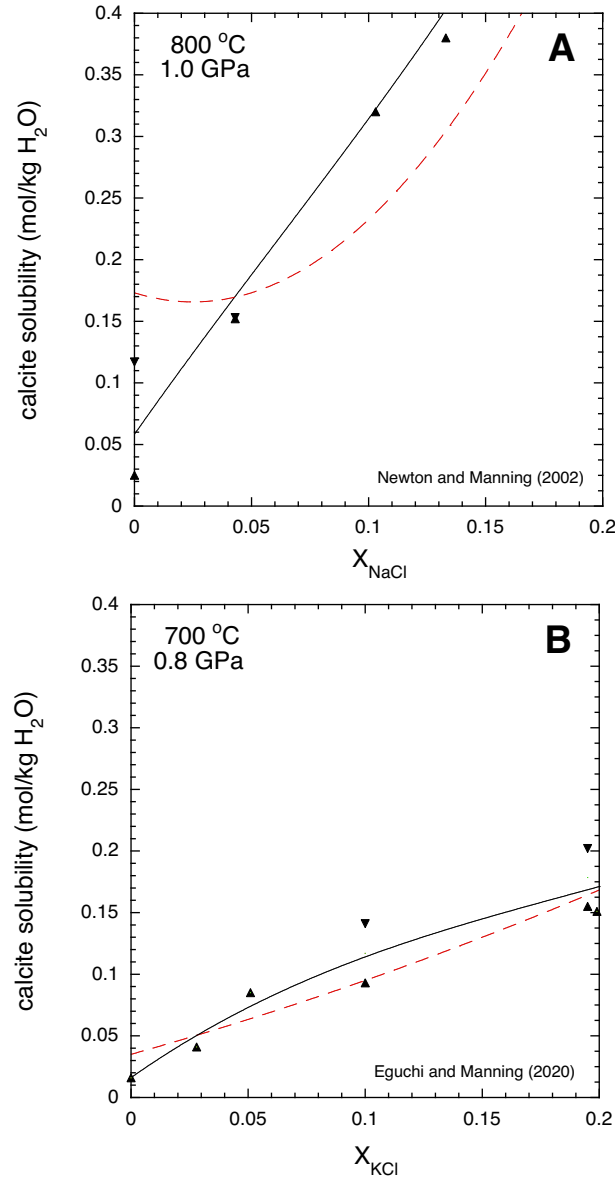 800 °C
1.0 GPa
A
0.4
0.35
0.3
0.25
0.2
0.15
0.1
0.05
0
calcite solubility (mol/kg H₂O)
Newton and Manning (2002)
0 0.05 0.1 0.15 0.2
X_NaCl
700 °C
0.8 GPa
B
0.4
0.35
0.3
0.25
0.2
0.15
0.1
0.05
0
calcite solubility (mol/kg H₂O)
Eguchi and Manning (2020)
0 0.05 0.1 0.15 0.2
X_KCl